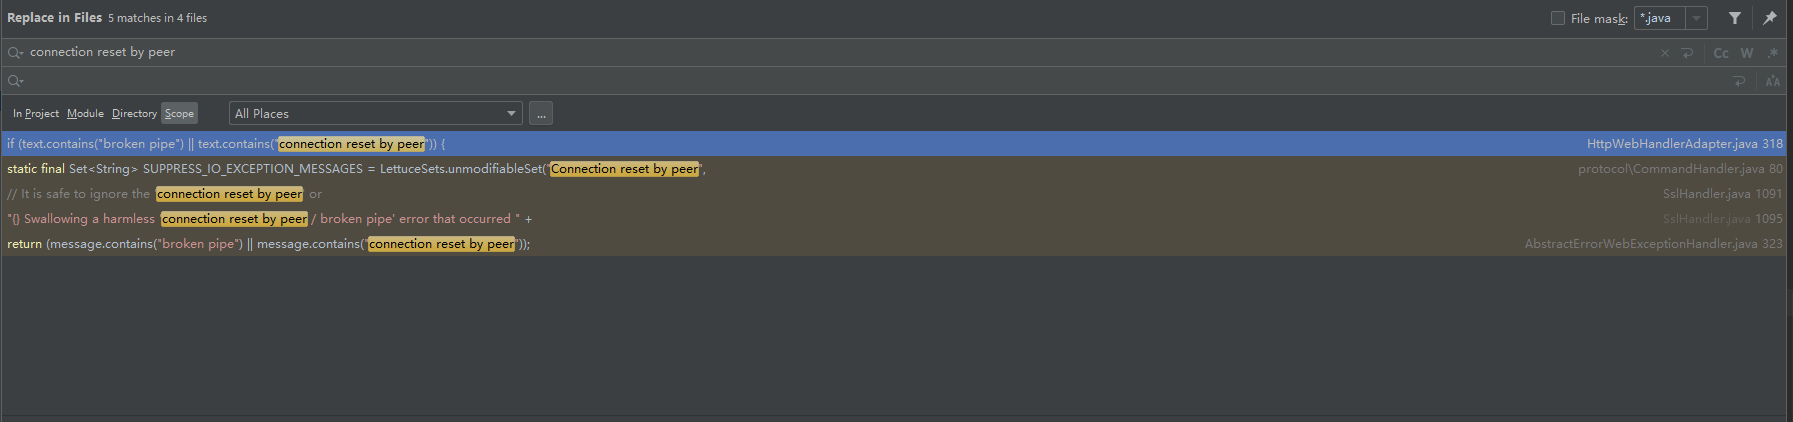 Replace in Files 5 matches in 4 files File mask: *.java
connection reset by peer Cc W .*
In Project Module Directory Scope All Places ...
if (text.contains("broken pipe") || text.contains("connection reset by peer")) { HttpWebHandlerAdapter.java 318
static final Set<String> SUPPRESS_IO_EXCEPTION_MESSAGES = LettuceSets.unmodifiableSet("Connection reset by peer", protocol\CommandHandler.java 80
// It is safe to ignore the 'connection reset by peer' or SslHandler.java 1091
"{} Swallowing a harmless 'connection reset by peer / broken pipe' error that occurred " + SslHandler.java 1095
return (message.contains("broken pipe") || message.contains("connection reset by peer")); AbstractErrorWebExceptionHandler.java 323